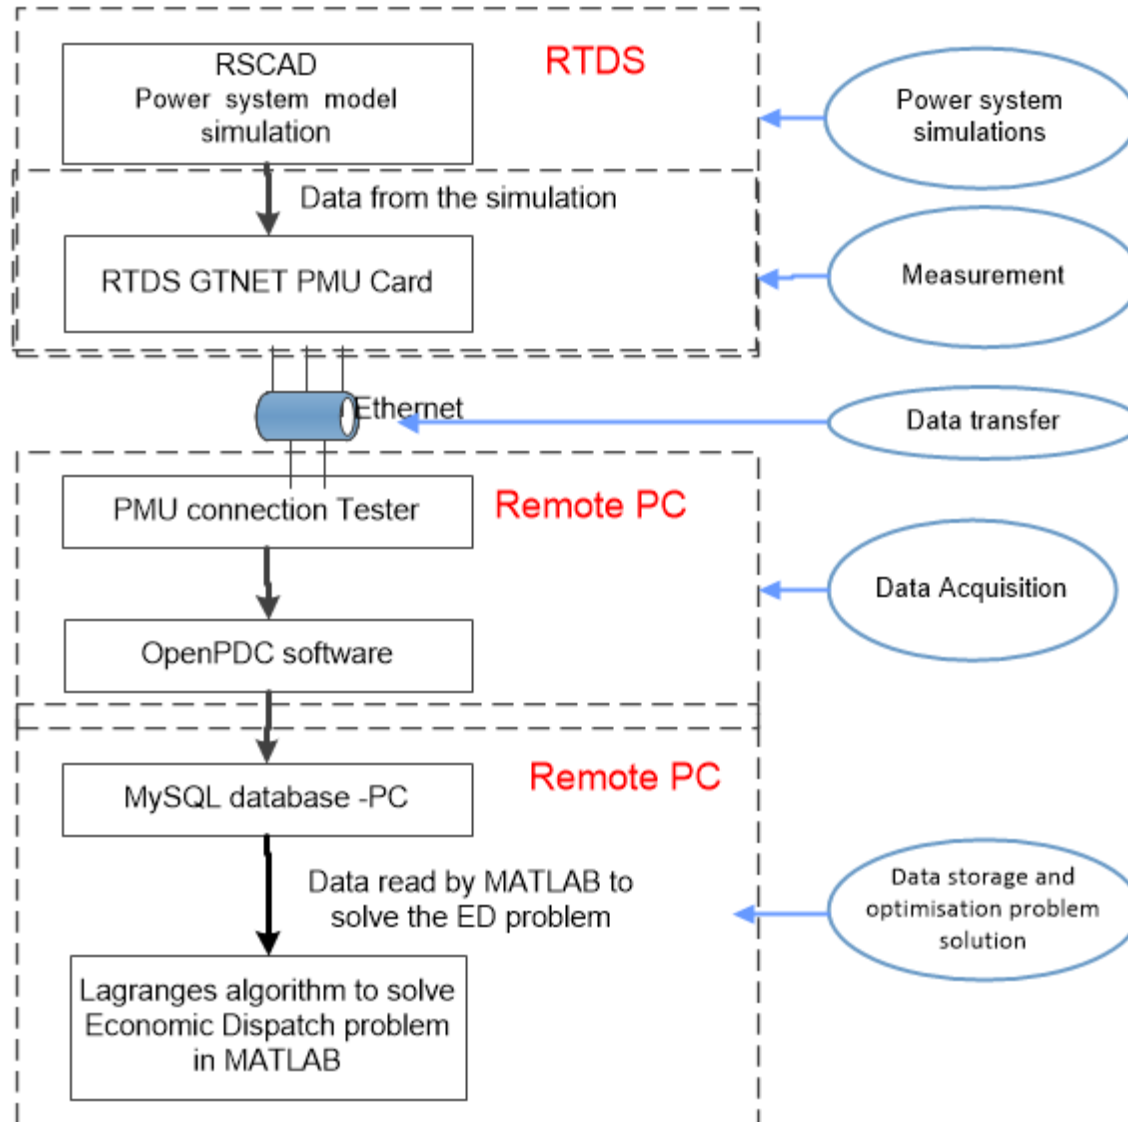 RSCAD
Power system model
simulation
RTDS
Power system
simulations
Data from the simulation
RTDS GTNET PMU Card
Measurement
Ethernet
Data transfer
PMU connection Tester
Remote PC
Data Acquisition
OpenPDC software
MySQL database -PC
Remote PC
Data read by MATLAB to
solve the ED problem
Data storage and
optimisation problem
solution
Lagranges algorithm to solve
Economic Dispatch problem
in MATLAB